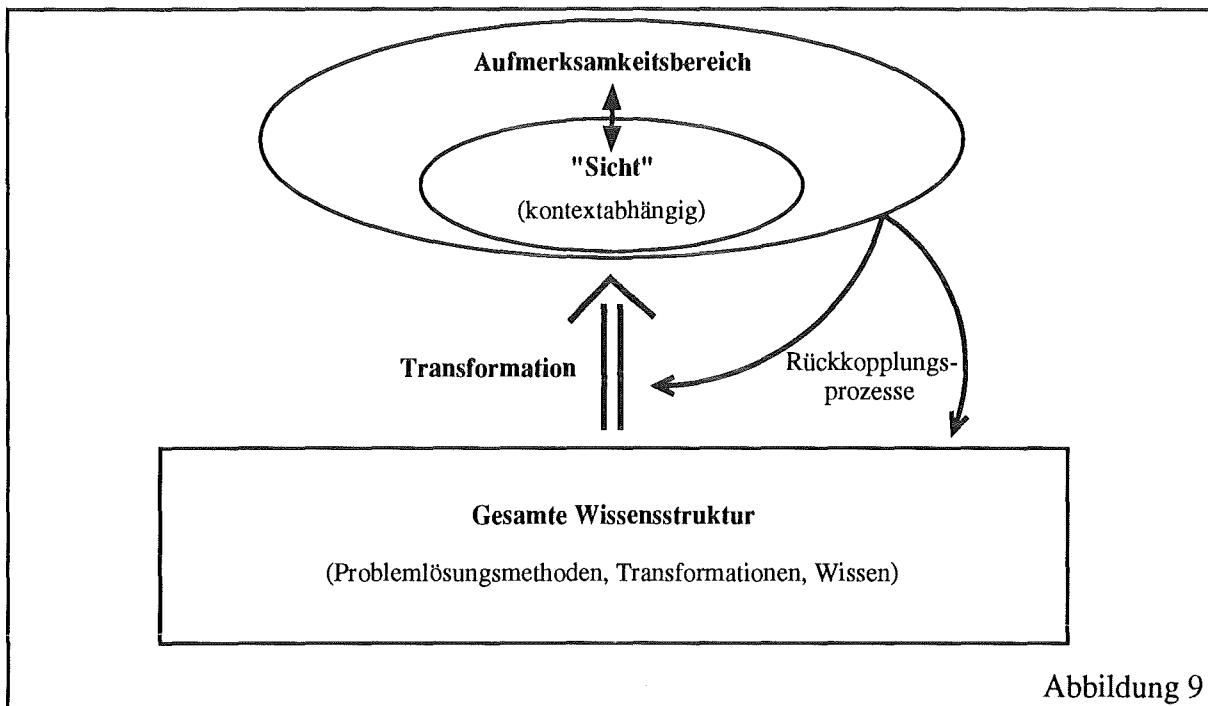 Aufmerksamkeitsbereich
"Sicht"
(kontextabhängig)
Transformation
Rückkopplungs-
prozesse
Gesamte Wissensstruktur
(Problemlösungsmethoden, Transformationen, Wissen)
Abbildung 9